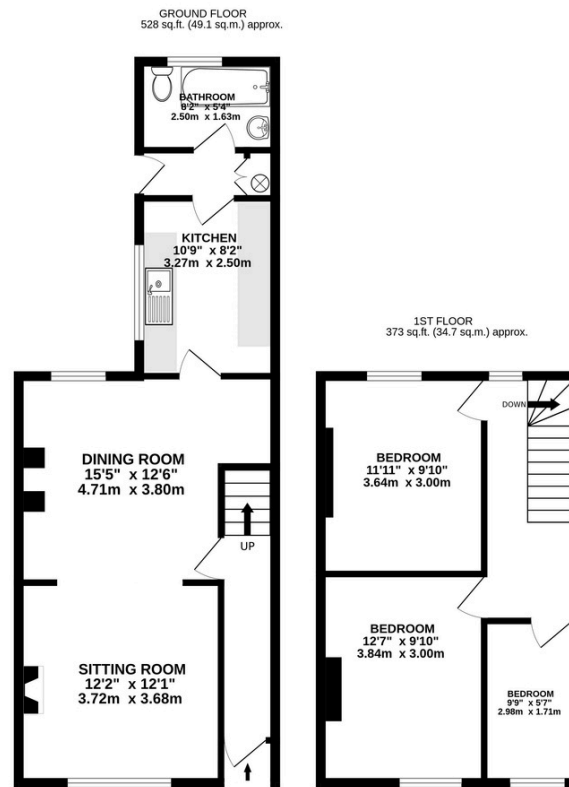 GROUND FLOOR
528 sq.ft. (49.1 sq.m.) approx.
BATHROOM
8'2" x 5'4"
2.50m x 1.63m
KITCHEN
10'9" x 8'2"
3.27m x 2.50m
DINING ROOM
15'5" x 12'6"
4.71m x 3.80m
UP
SITTING ROOM
12'2" x 12'1"
3.72m x 3.68m
1ST FLOOR
373 sq.ft. (34.7 sq.m.) approx.
DOWN
BEDROOM
11'11" x 9'10"
3.64m x 3.00m
BEDROOM
12'7" x 9'10"
3.84m x 3.00m
BEDROOM
9'9" x 5'7"
2.98m x 1.71m